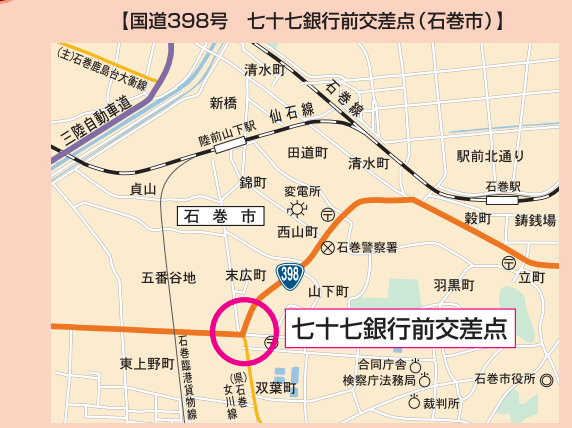 【国道398号 七十七銀行前交差点(石巻市)】
(主)石巻鹿島台大衡線
清水町
三陸自動車道
新橋
石巻線
仙石線
陸前山下駅
田道町
清水町
駅前北通り
貞山
錦町
変電所
石巻駅
石巻市
穀町
鋳銭場
西山町
石巻警察署
五番谷地
末広町
398
山下町
羽黒町
立町
七十七銀行前交差点
東上野町
石巻臨港貨物線
(県)石巻女川線
双葉町
合同庁舎
検察庁法務局
石巻市役所
裁判所